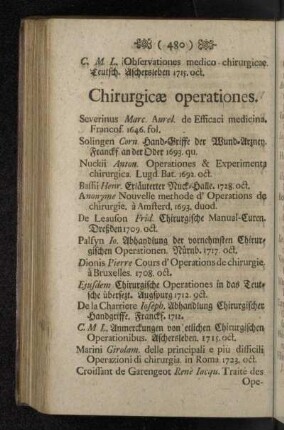 ( 480 )
C. M L. Observationes medico chirurgicae.
Teutsch. Aschersleben 1715. oct.
Chirurgicæ operationes.
Severinus Marc. Aurel. de Efficaci medicina.
Francof 1646. fol.
Solingen Corn. Hand-Griffe der Wund-Artzney.
Franckf an der Oder 1693. qu.
Nuckii Anton. Operationes & Experimenta
chirurgica. Lugd Bat. 1692. oct.
Bassii Henr. Erläuterter Nuck-Halle. 1728. oct.
Anonyme Nouvelle methode d' Operations de
chirurgie, à Amsterd. 1693. duod.
De Leauson Frid. Chirurgische Manual-Curen.
Dreßden 1709. oct.
Palfyn Jo. Abhandlung der vornehmsten Chirur-
gischen Operationen. Nürnb. 1717. oct.
Dionis Pierre Cours d'Operations de chirurgie,
à Bruxelles. 1708. oct.
Ejusdem Chirurgische Operationes in das Teut-
sche übersetzt. Augspurg 1712. oct.
De la Charriere Joseph. Abhandlung Chirurgischer
Handgriffe. Franckf. 1712.
C. M L. Anmerckungen von etlichen Chirurgischen
Operationibus. Aschersleben. 1715. oct.
Marini Girolam. delle principali e piu difficili
Operazioni di chirurgia. in Roma 1723. oct.
Croissant de Garengeot René Jacqu. Traité des
Ope-